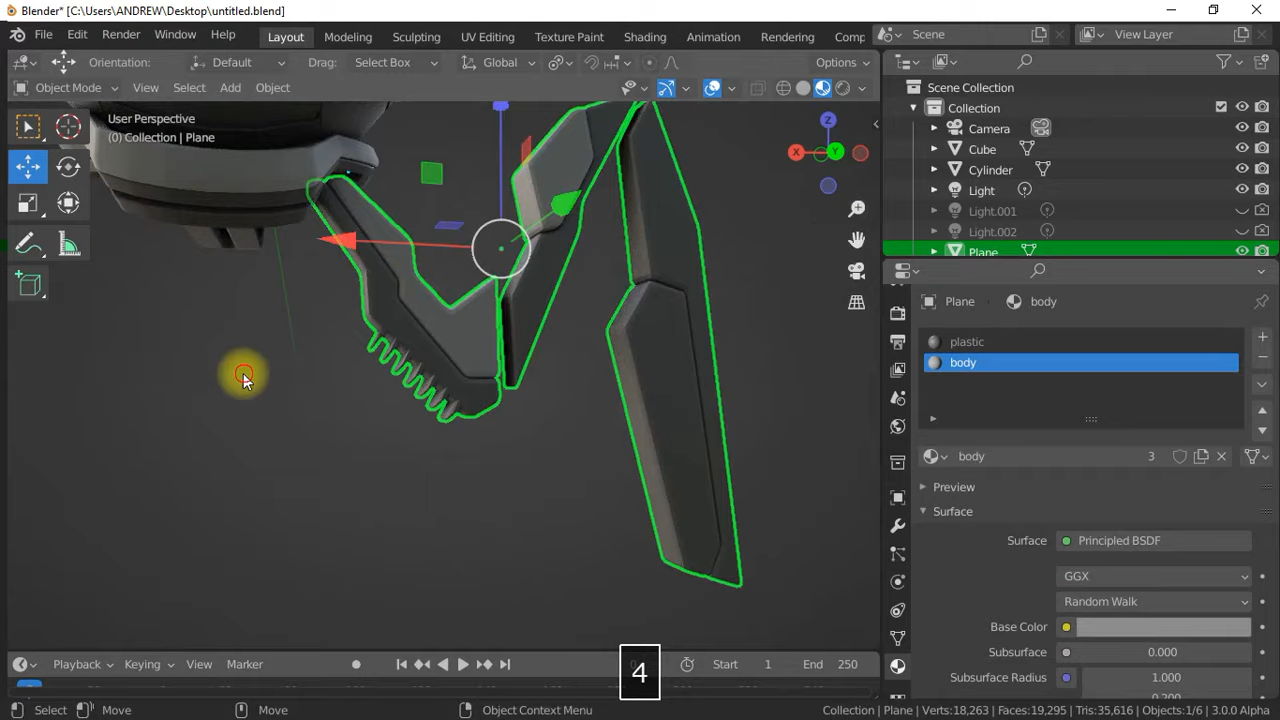 Blender* [C:\Users\ANDREW\Desktop\untitled.blend]
File Edit Render Window Help Layout Modeling Sculpting UV Editing Texture Paint Shading Animation Rendering Comp Scene View Layer
Orientation: Default Drag: Select Box Global Options
Object Mode View Select Add Object
User Perspective
(0) Collection | Plane
Z
X
Y
Scene Collection
Collection
Camera
Cube
Cylinder
Light
Light.001
Light.002
Plane
Plane body
plastic
body
body 3
Preview
Surface
Surface Principled BSDF
GGX
Random Walk
Base Color
Subsurface 0.000
Subsurface Radius 1.000
0.200
Playback Keying View Marker Start 1 End 250
4
Select Move Move Object Context Menu Collection | Plane Verts:18,263 | Faces:19,295 | Tris:35,616 | Objects:1/6 | 3.0.0 Alpha